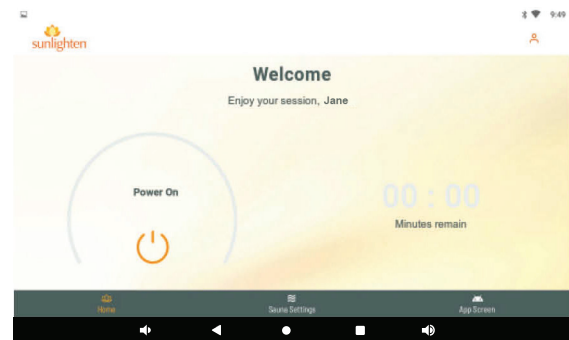 9:49
sunlighten
Welcome
Enjoy your session, Jane
Power On
00 : 00
Minutes remain
Home
Sauna Settings
App Screen